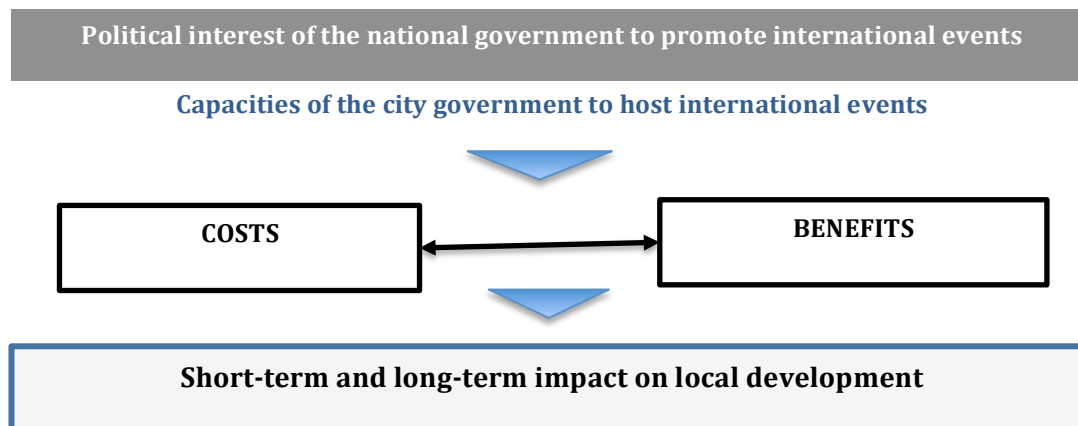 Political interest of the national government to promote international events
Capacities of the city government to host international events
COSTS
BENEFITS
Short-term and long-term impact on local development